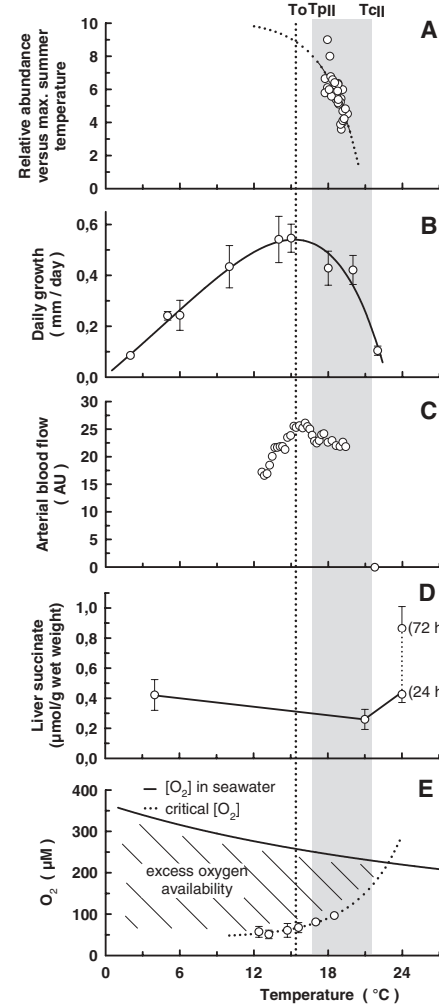 To TpII TcII
A
Relative abundance
versus max. summer
temperature
10
8
6
4
2
0
B
Daily growth
( mm / day )
0,6
0,4
0,2
0,0
C
Arterial blood flow
( AU )
30
25
20
15
10
5
0
D
Liver succinate
(µmol/g wet weight)
1,0
0,8
0,6
0,4
0,2
0,0
(72 h
(24 h
E
[O2] in seawater
critical [O2]
excess oxygen
availability
O2 (µM)
400
300
200
100
0
0 6 12 18 24
Temperature ( °C)